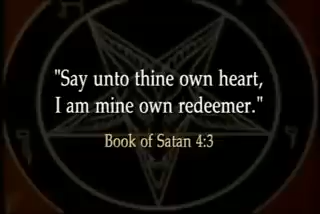 "Say unto thine own heart,
I am mine own redeemer."
Book of Satan 4:3